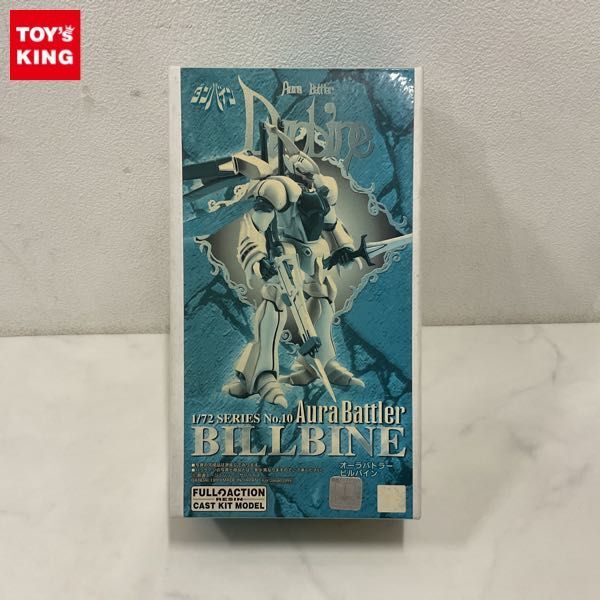 TOY's
KING
ダンバイン
Aura Battler
Dunbine
1/72 SERIES No.10 Aura Battler
BILLBINE
オーラバトラー
ビルバイン
FULL ACTION
RESIN
CAST KIT MODEL